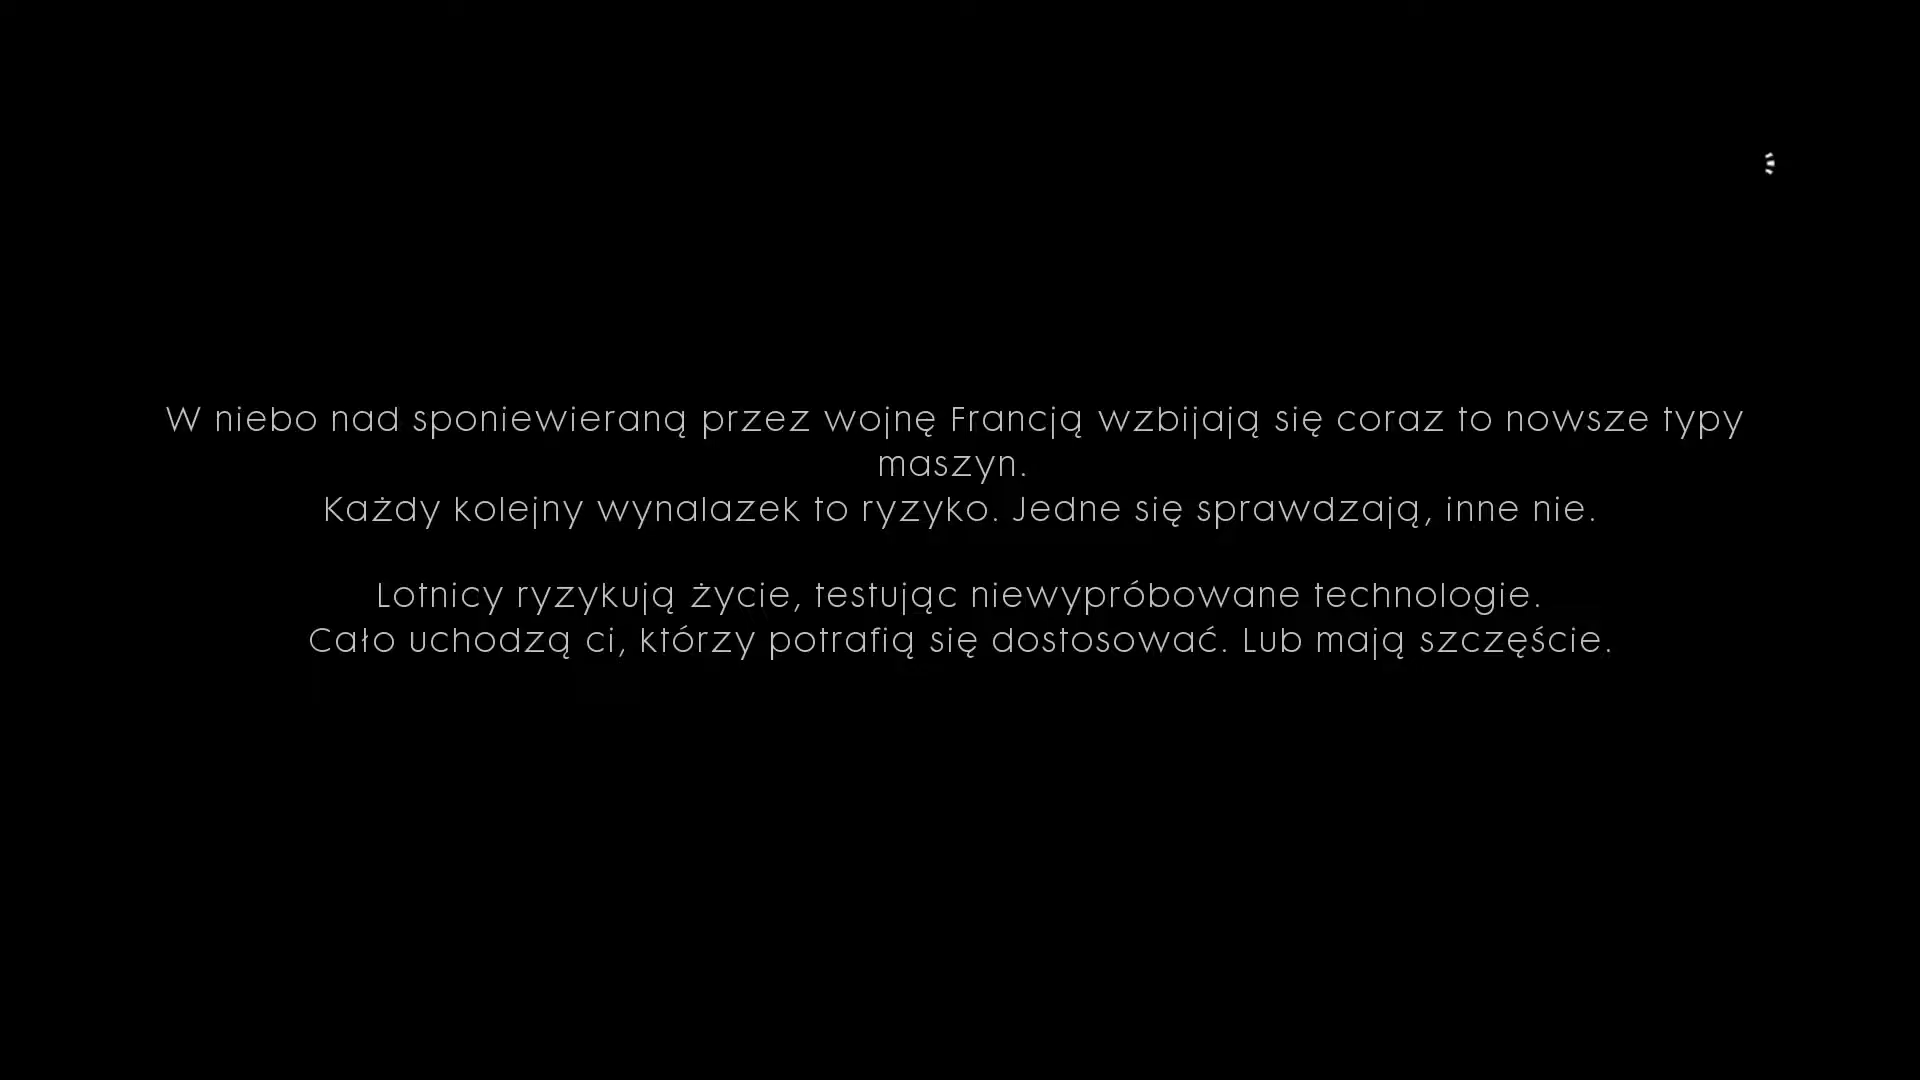 W niebo nad sponiewieraną przez wojnę Francją wzbijają się coraz to nowsze typy
maszyn.
Każdy kolejny wynalazek to ryzyko. Jedne się sprawdzają, inne nie.
Lotnicy ryzykują życie, testując niewypróbowane technologie.
Cało uchodzą ci, którzy potrafią się dostosować. Lub mają szczęście.